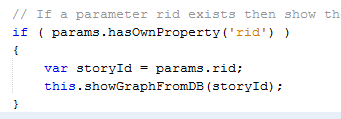 // If a parameter rid exists then show th
if ( params.hasOwnProperty('rid') )
{
    var storyId = params.rid;
    this.showGraphFromDB(storyId);
}